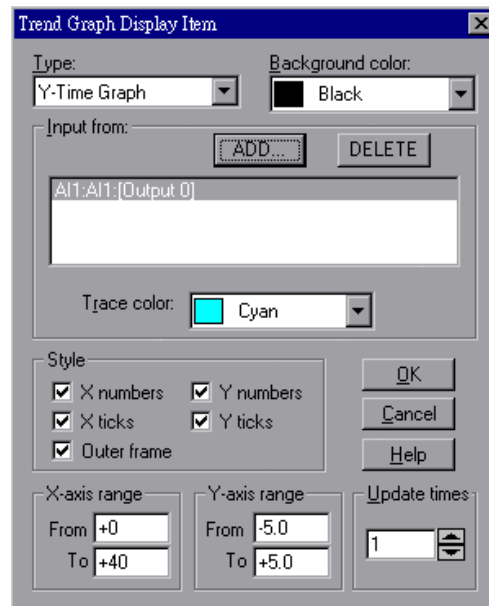 Trend Graph Display Item
Type:
Background color:
Y-Time Graph
Black
Input from:
ADD...
DELETE
AI1:AI1:[Output 0]
Trace color:
Cyan
Style
X numbers
Y numbers
X ticks
Y ticks
Outer frame
OK
Cancel
Help
X-axis range
From +0
To +40
Y-axis range
From -5.0
To +5.0
Update times
1